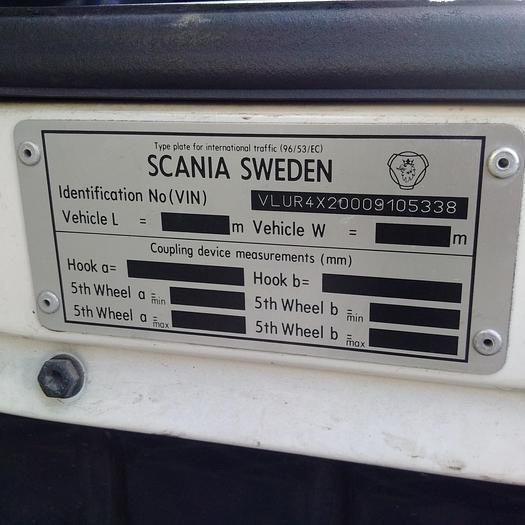 Type plate for international traffic (96/53/EC)
SCANIA SWEDEN
Identification No (VIN) VLUR4X20009105338
Vehicle L = m Vehicle W = m
Coupling device measurements (mm)
Hook a= Hook b=
5th Wheel a = min 5th Wheel b = min
5th Wheel a = max 5th Wheel b = max